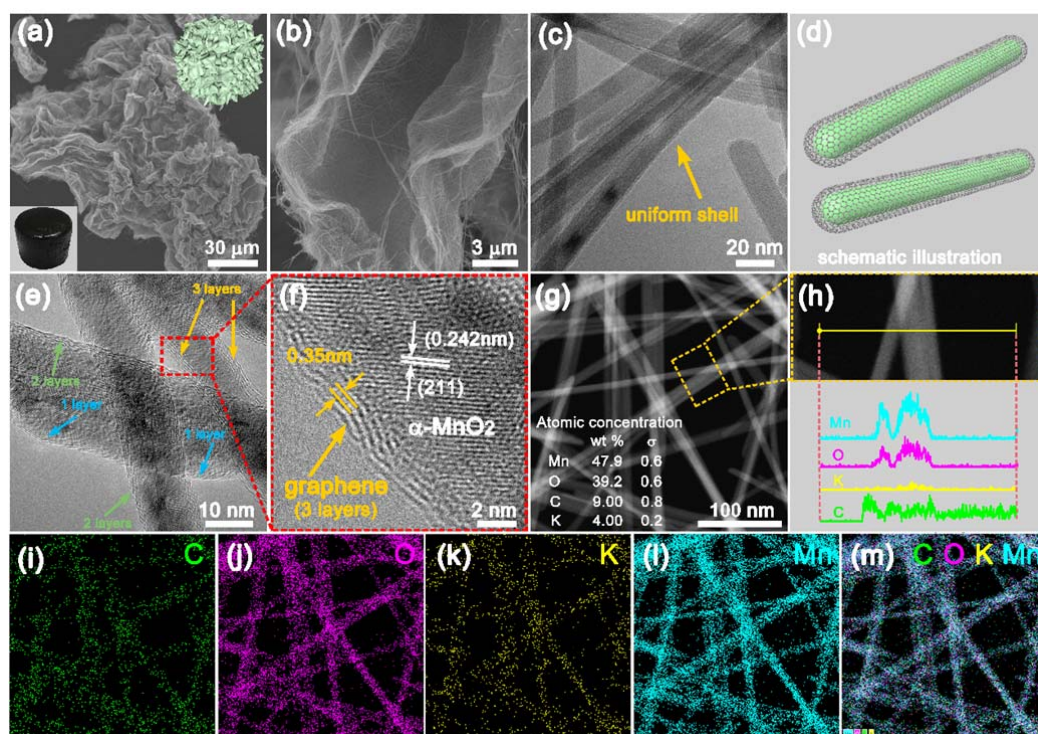 (a)
30 μm
(b)
3 μm
(c)
uniform shell
20 nm
(d)
schematic illustration
(e)
3 layers
2 layers
1 layer
1 layer
2 layers
10 nm
(f)
0.35nm
(0.242nm)
(211)
α-MnO2
graphene
(3 layers)
2 nm
(g)
Atomic concentration
wt % σ
Mn 47.9 0.6
O 39.2 0.6
C 9.00 0.8
K 4.00 0.2
100 nm
(h)
Mn
O
K
C
(i) C
(j) O
(k) K
(l) Mn
(m) C O K Mn